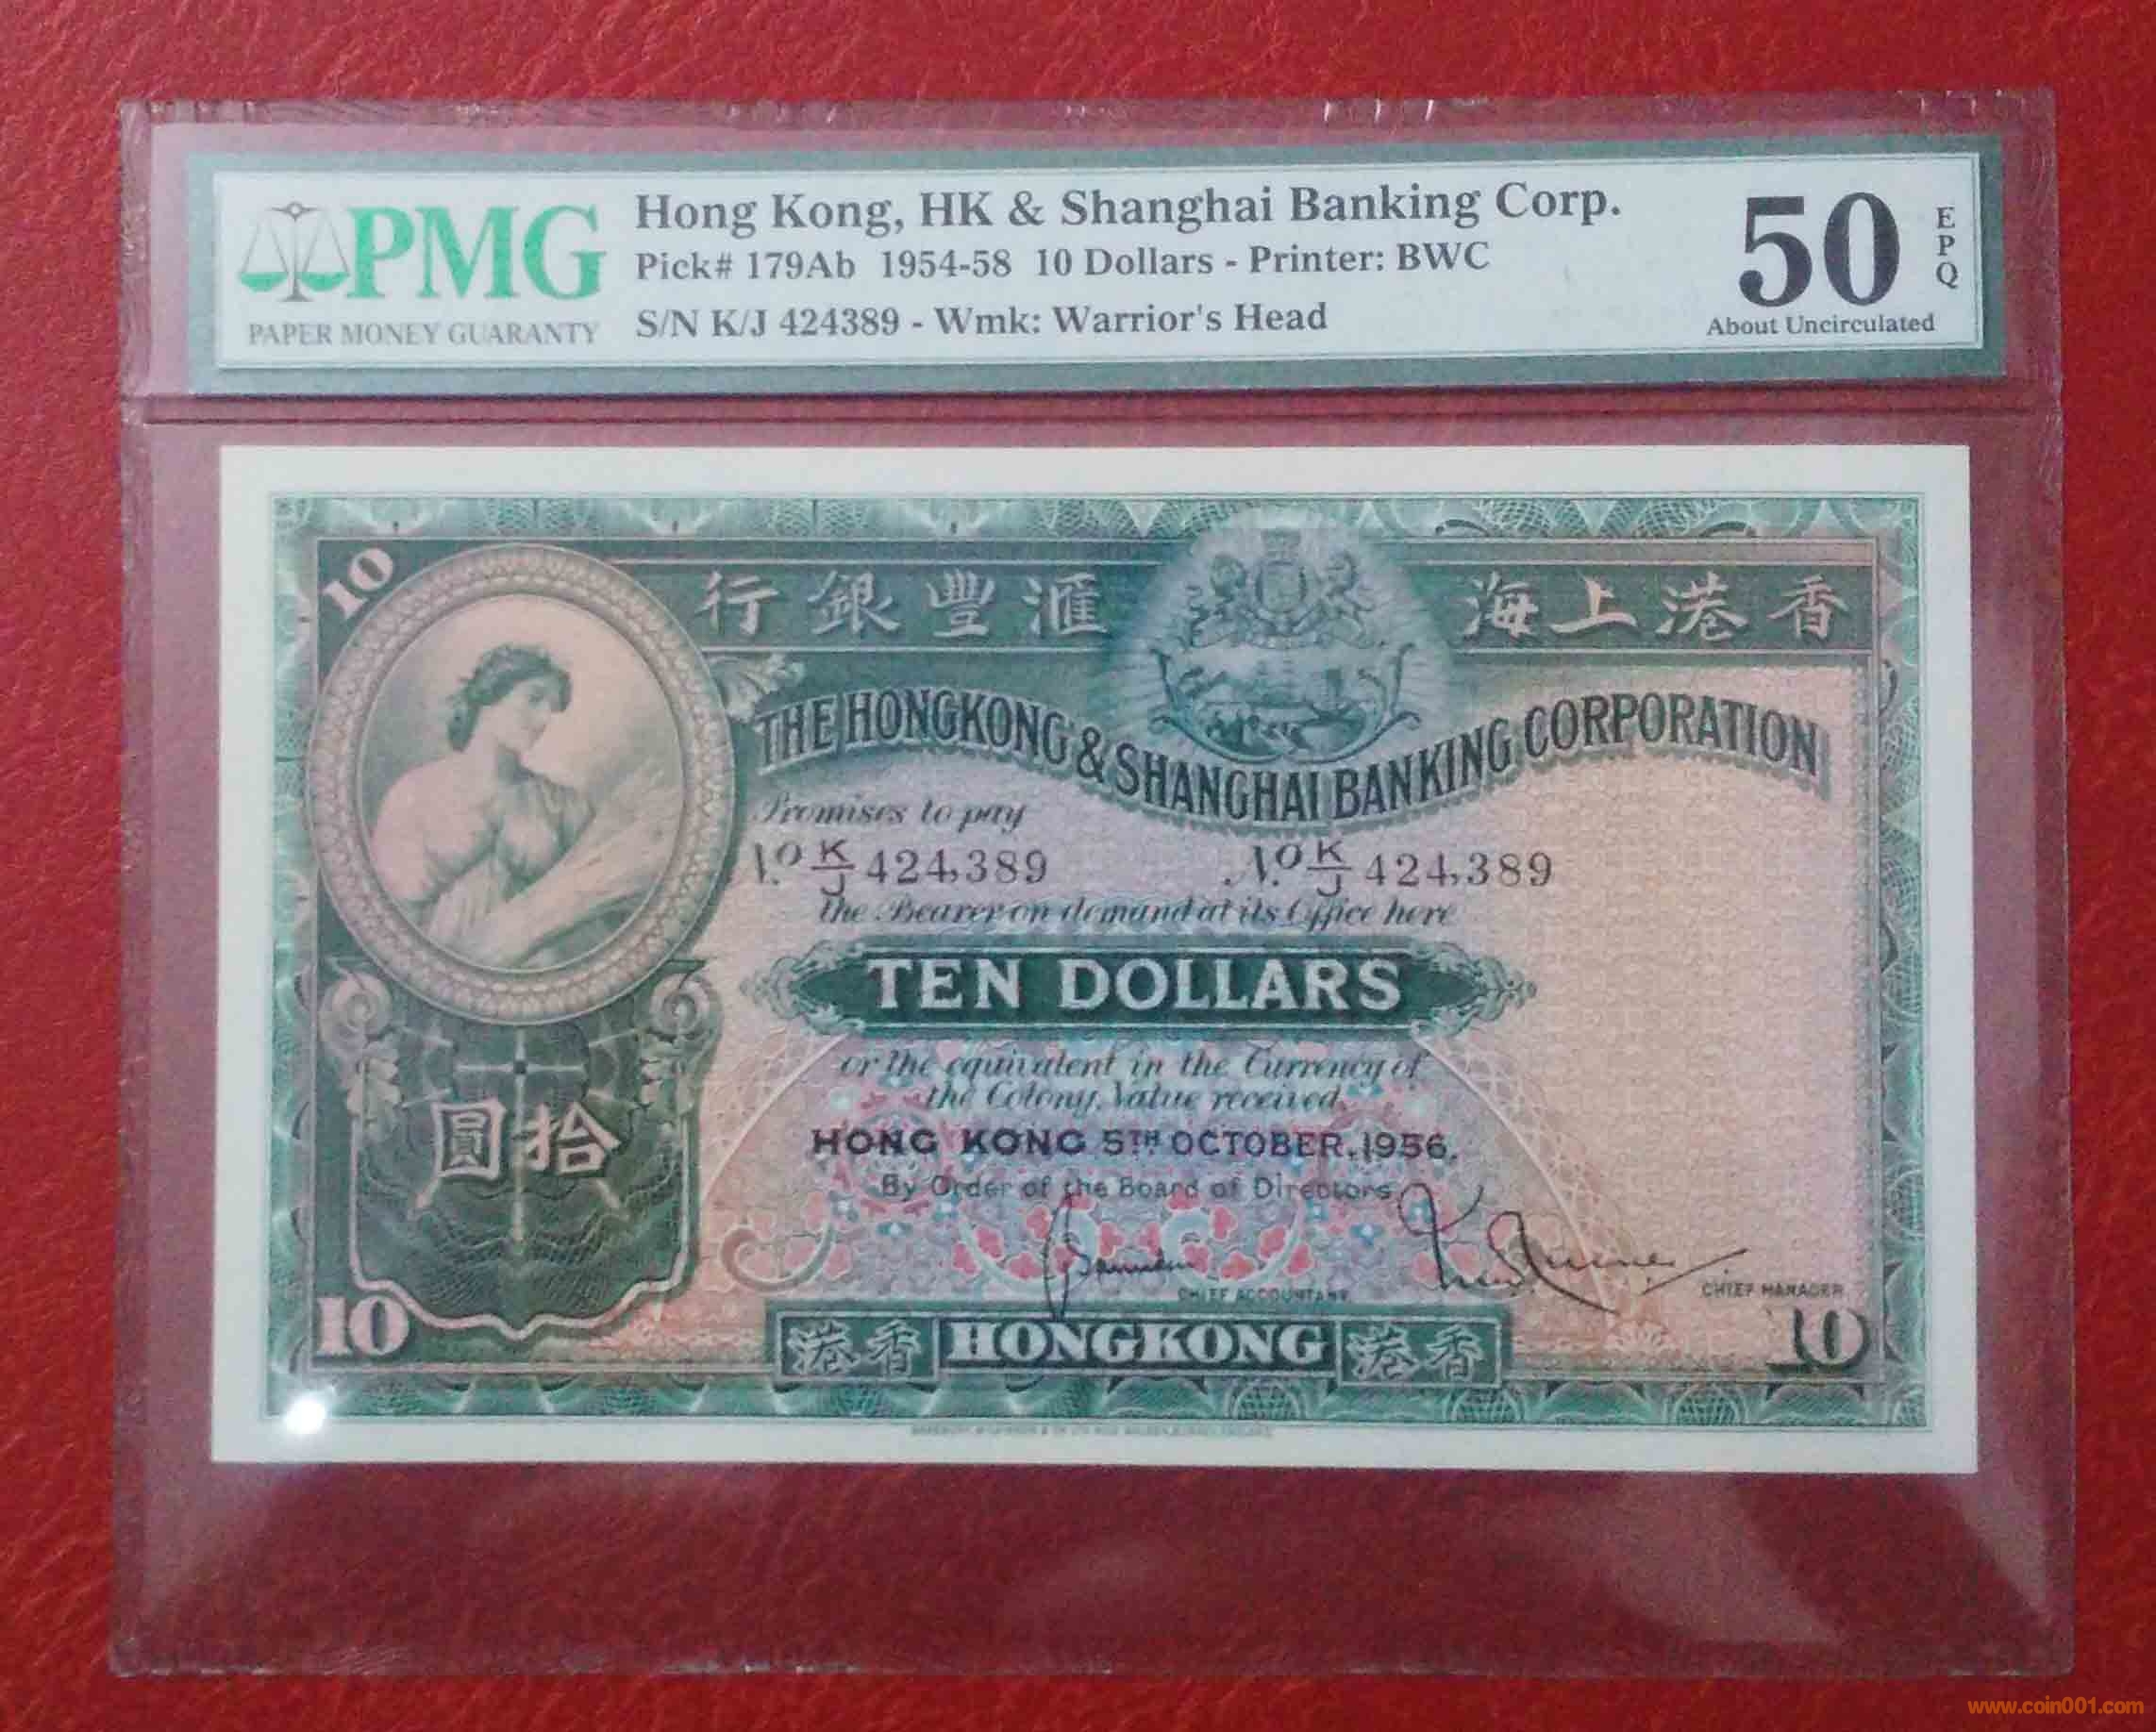 PMG
PAPER MONEY GUARANTY
Hong Kong, HK & Shanghai Banking Corp.
Pick# 179Ab 1954-58 10 Dollars - Printer: BWC
S/N K/J 424389 - Wmk: Warrior's Head
50
EPQ
About Uncirculated
10
行銀豐滙 海上港香
THE HONGKONG & SHANGHAI BANKING CORPORATION
Promises to pay
No K/J 424,389 No K/J 424,389
the Bearer on demand at its Office here
TEN DOLLARS
or the equivalent in the Currency of
the Colony, Value received.
圓拾
HONG KONG 5TH OCTOBER, 1956.
By Order of the Board of Directors
CHIEF ACCOUNTANT
CHIEF MANAGER
10 港香 HONGKONG 港香 10
www.coin001.com